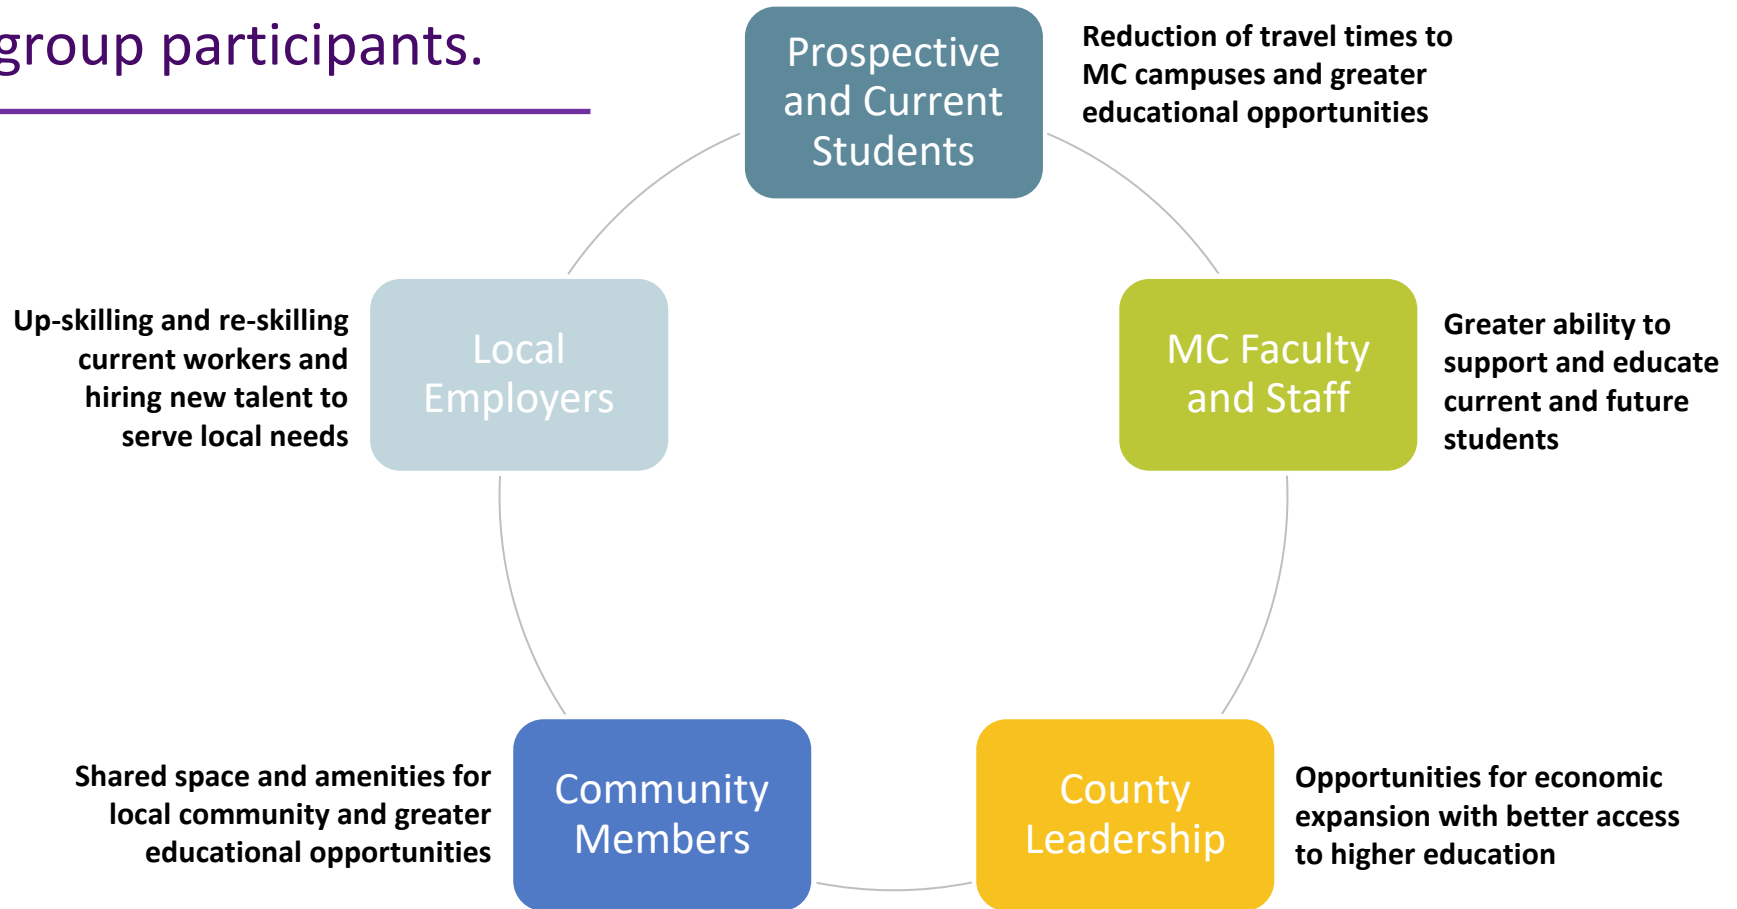 group participants.
Prospective
and Current
Students
Reduction of travel times to
MC campuses and greater
educational opportunities
Up-skilling and re-skilling
current workers and
hiring new talent to
serve local needs
Local
Employers
MC Faculty
and Staff
Greater ability to
support and educate
current and future
students
Shared space and amenities for
local community and greater
educational opportunities
Community
Members
County
Leadership
Opportunities for economic
expansion with better access
to higher education